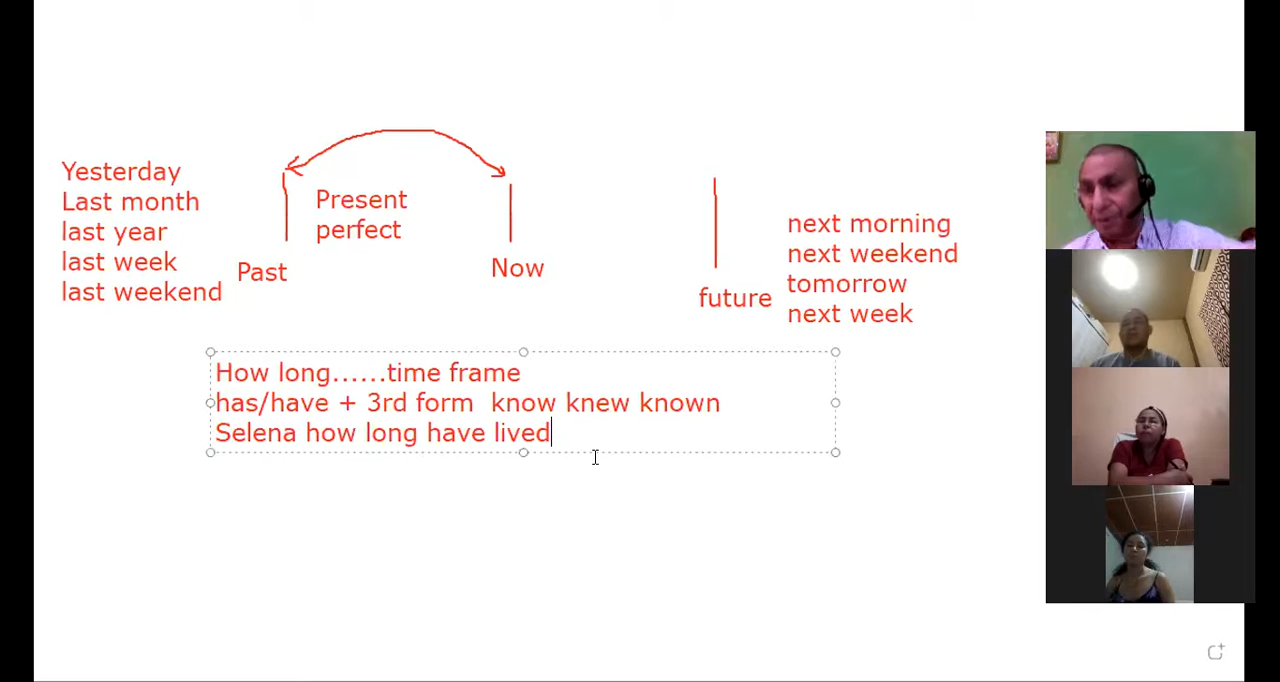 Yesterday
Last month
last year
last week
last weekend
Past
Present
perfect
Now
future
next morning
next weekend
tomorrow
next week
How long......time frame
has/have + 3rd form  know knew known
Selena how long have lived